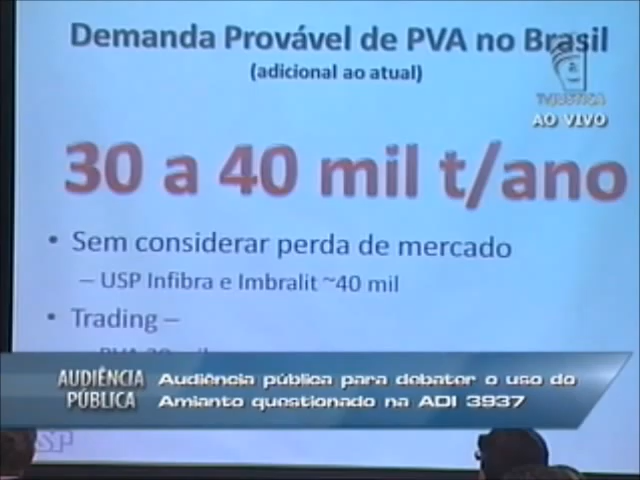 Demanda Provável de PVA no Brasil
(adicional ao atual)
TV JUSTIÇA
AO VIVO
30 a 40 mil t/ano
• Sem considerar perda de mercado
– USP Infibra e Imbralit ~40 mil
• Trading –
AUDIÊNCIA
PÚBLICA
Audiência pública para debater o uso do
Amianto questionado na ADI 3937